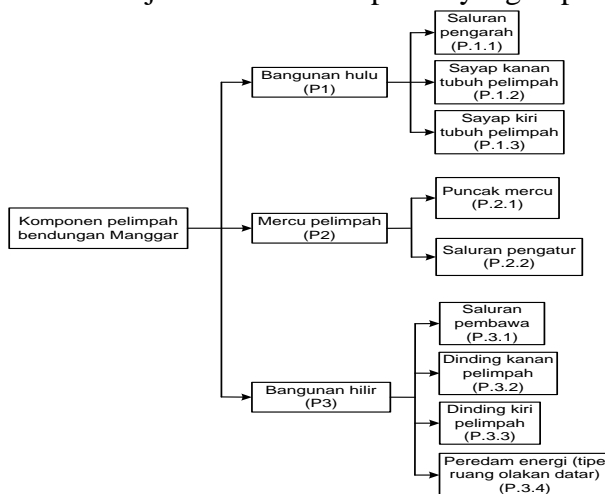 Saluran
pengarah
(P.1.1)
Bangunan hulu
(P1)
Sayap kanan
tubuh pelimpah
(P.1.2)
Sayap kiri
tubuh pelimpah
(P.1.3)
Komponen pelimpah
bendungan Manggar
Mercu pelimpah
(P2)
Puncak mercu
(P.2.1)
Saluran pengatur
(P.2.2)
Bangunan hilir
(P3)
Saluran
pembawa
(P.3.1)
Dinding kanan
pelimpah
(P.3.2)
Dinding kiri
pelimpah
(P.3.3)
Peredam energi (tipe
ruang olakan datar)
(P.3.4)